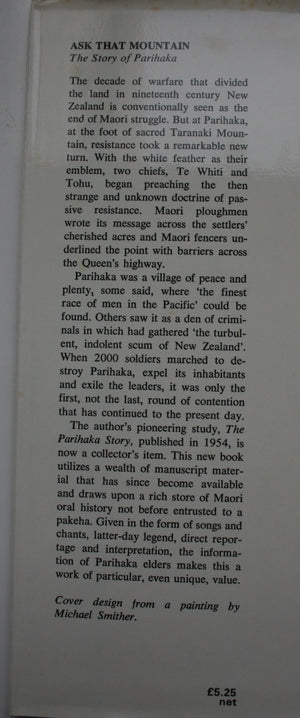 ASK THAT MOUNTAIN
The Story of Parihaka
The decade of warfare that divided
the land in nineteenth century New
Zealand is conventionally seen as the
end of Maori struggle. But at Parihaka,
at the foot of sacred Taranaki Moun-
tain, resistance took a remarkable new
turn. With the white feather as their
emblem, two chiefs, Te Whiti and
Tohu, began preaching the then
strange and unknown doctrine of pas-
sive resistance. Maori ploughmen
wrote its message across the settlers'
cherished acres and Maori fencers un-
derlined the point with barriers across
the Queen's highway.
Parihaka was a village of peace and
plenty, some said, where 'the finest
race of men in the Pacific' could be
found. Others saw it as a den of crimi-
nals in which had gathered 'the turbul-
ent, indolent scum of New Zealand'.
When 2000 soldiers marched to de-
stroy Parihaka, expel its inhabitants
and exile the leaders, it was only the
first, not the last, round of contention
that has continued to the present day.
The author's pioneering study, The
Parihaka Story, published in 1954, is
now a collector's item. This new book
utilizes a wealth of manuscript mater-
ial that has since become available
and draws upon a rich store of Maori
oral history not before entrusted to a
pakeha. Given in the form of songs and
chants, latter-day legend, direct repor-
tage and interpretation, the informa-
tion of Parihaka elders makes this a
work of particular, even unique, value.
Cover design from a painting by
Michael Smither.
£5.25
net